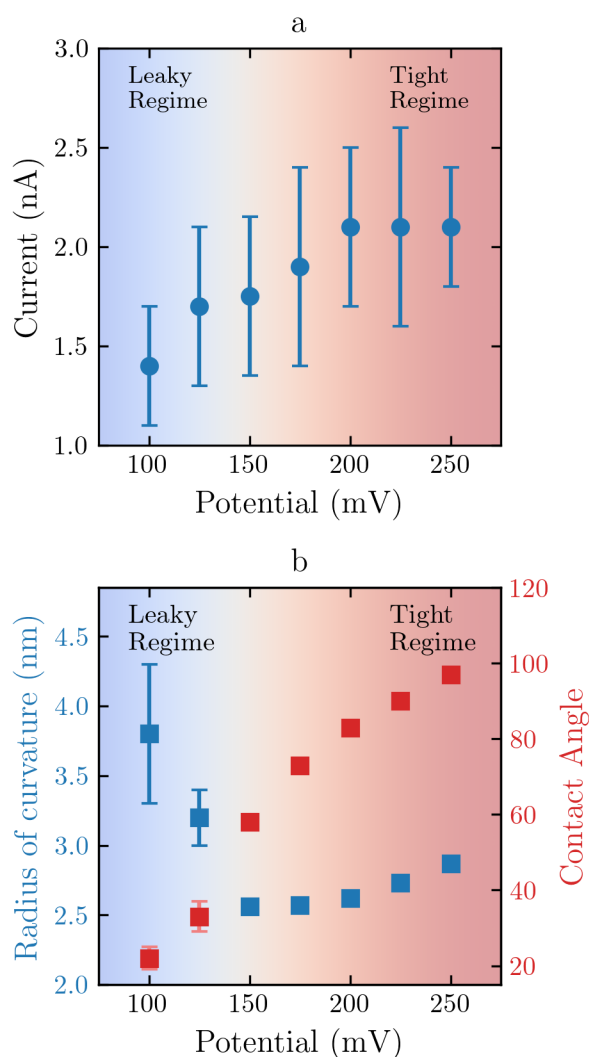 a
3.0
2.5
2.0
1.5
1.0
Current (nA)
Leaky
Regime
Tight
Regime
100
150
200
250
Potential (mV)
b
4.5
4.0
3.5
3.0
2.5
2.0
Radius of curvature (nm)
Leaky
Regime
Tight
Regime
120
100
80
60
40
20
Contact Angle
100
150
200
250
Potential (mV)